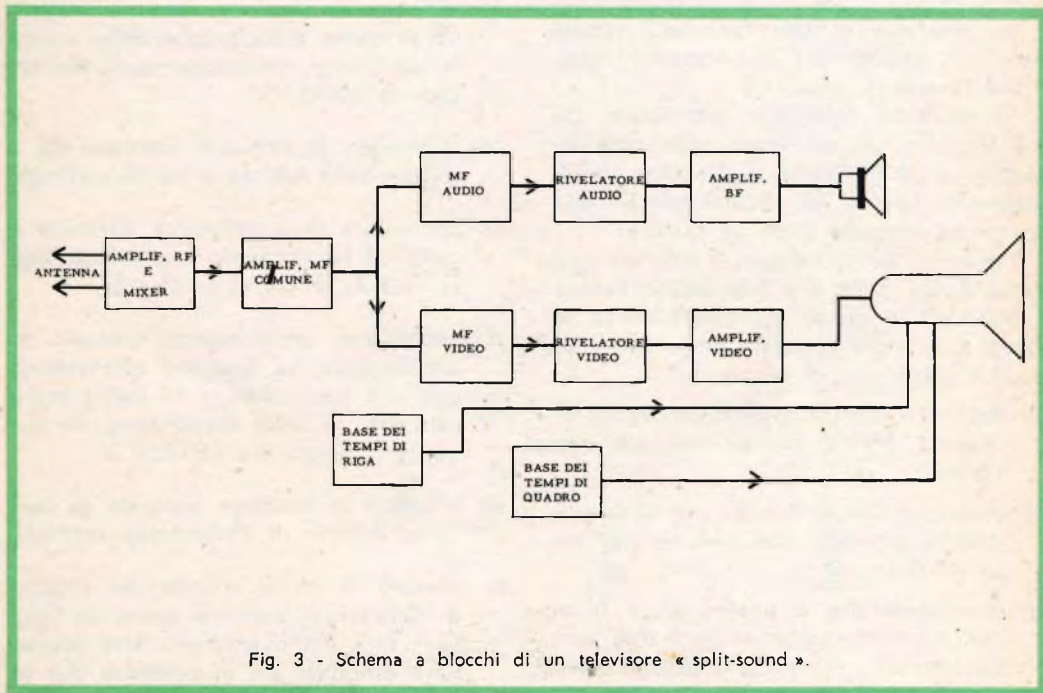 MF
AUDIO
RIVELATORE
AUDIO
AMPLIF.
BF
ANTENNA
AMPLIF. RF
E
MIXER
AMPLIF. MF
COMUNE
MF
VIDEO
RIVELATORE
VIDEO
AMPLIF.
VIDEO
BASE DEI
TEMPI DI
RIGA
BASE DEI
TEMPI DI
QUADRO
Fig. 3 - Schema a blocchi di un televisore « split-sound ».